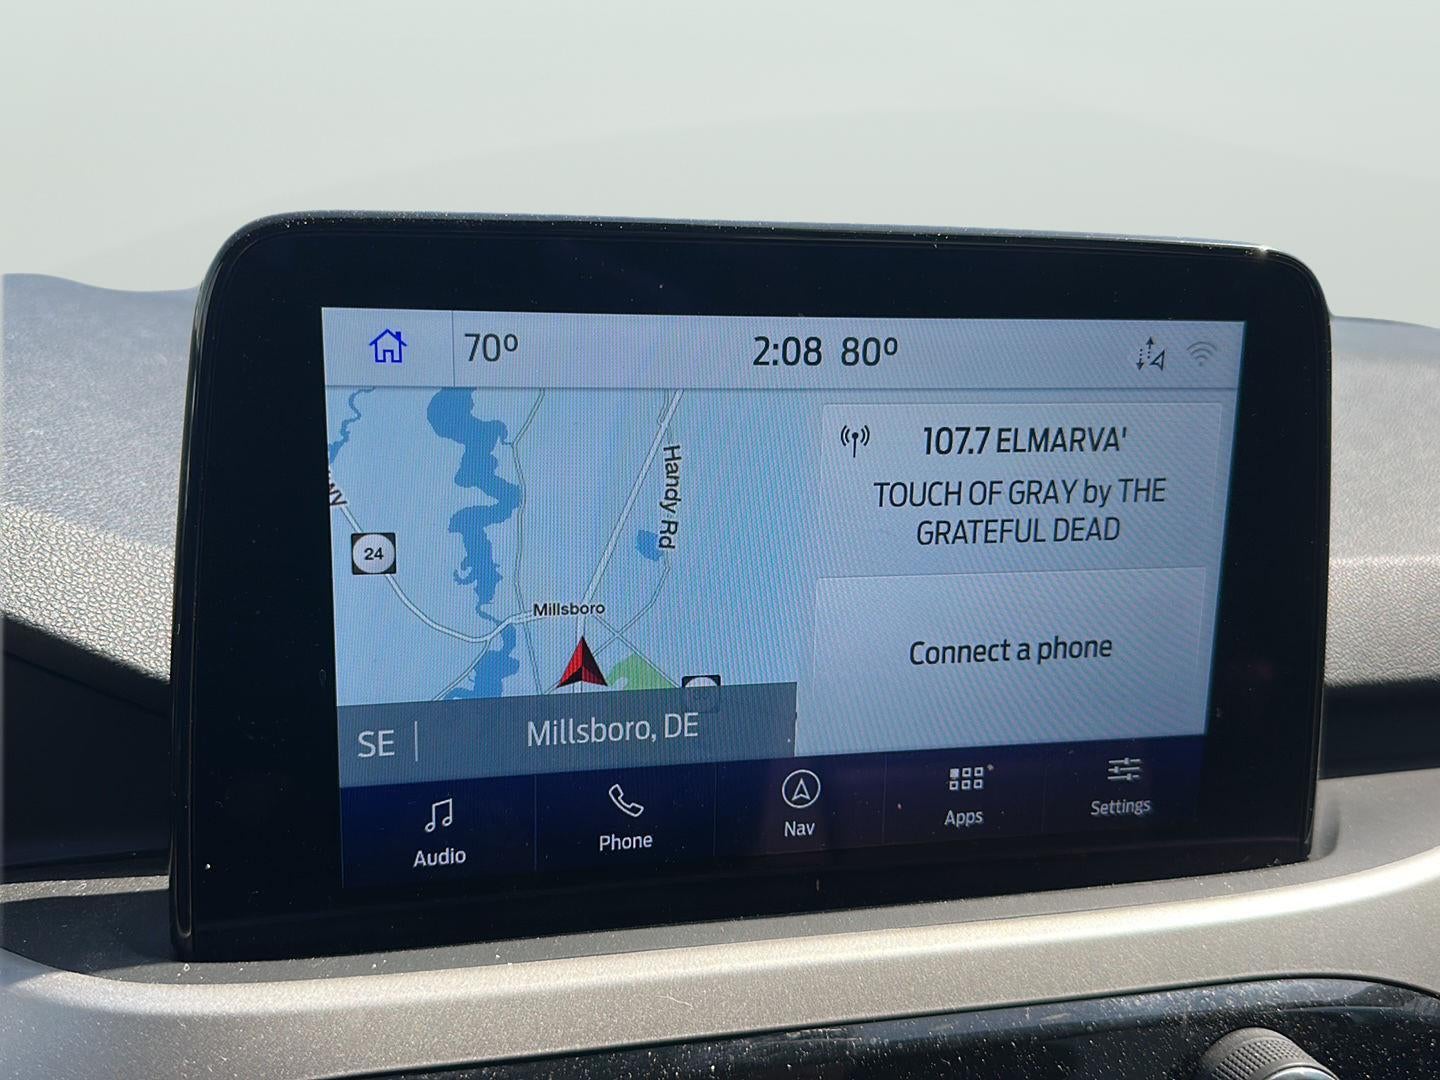 70º
2:08 80º
107.7 ELMARVA'
TOUCH OF GRAY by THE
GRATEFUL DEAD
Handy Rd
24
Millsboro
Connect a phone
SE
Millsboro, DE
Audio
Phone
Nav
Apps
Settings